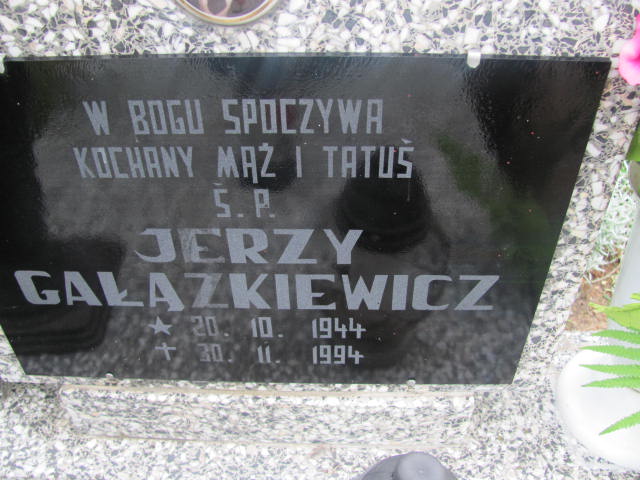 W BOGU SPOCZYWA
KOCHANY MĄŻ I TATUŚ
Ś.P.
JERZY
GAŁĄZKIEWICZ
★ 20. 10. 1944
✝ 30. 11. 1994